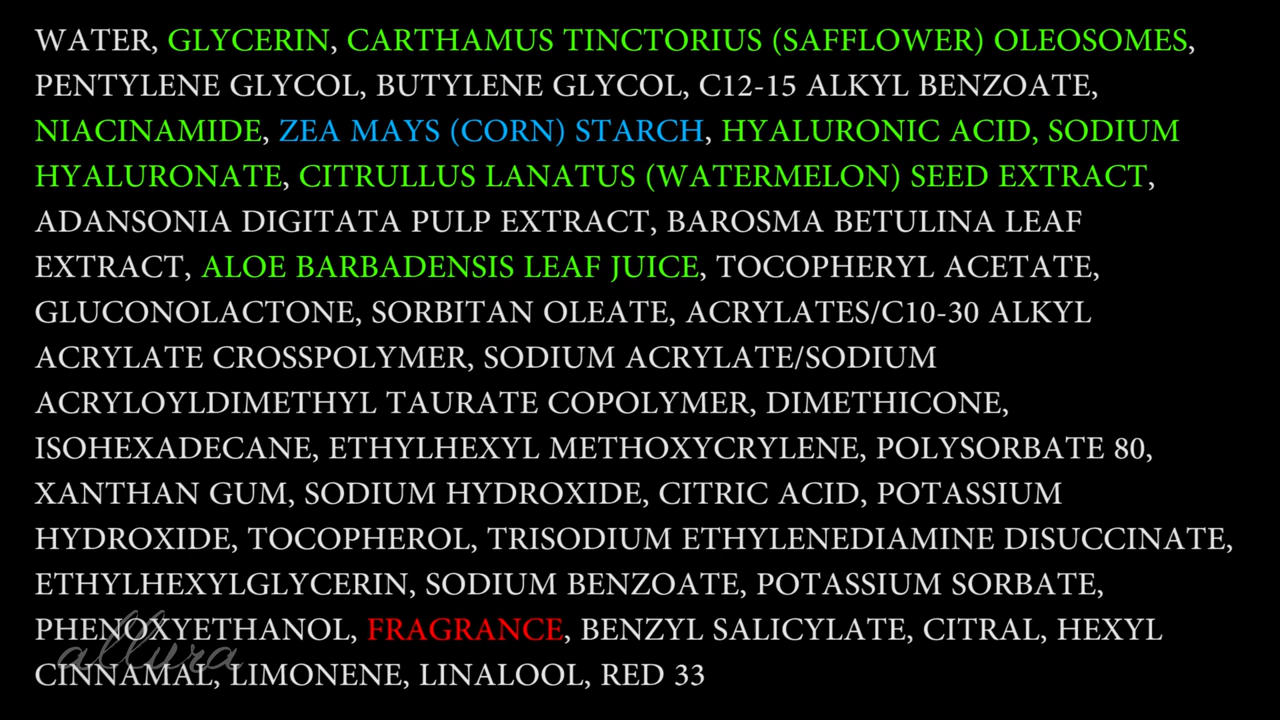 WATER, GLYCERIN, CARTHAMUS TINCTORIUS (SAFFLOWER) OLEOSOMES,
PENTYLENE GLYCOL, BUTYLENE GLYCOL, C12-15 ALKYL BENZOATE,
NIACINAMIDE, ZEA MAYS (CORN) STARCH, HYALURONIC ACID, SODIUM
HYALURONATE, CITRULLUS LANATUS (WATERMELON) SEED EXTRACT,
ADANSONIA DIGITATA PULP EXTRACT, BAROSMA BETULINA LEAF
EXTRACT, ALOE BARBADENSIS LEAF JUICE, TOCOPHERYL ACETATE,
GLUCONOLACTONE, SORBITAN OLEATE, ACRYLATES/C10-30 ALKYL
ACRYLATE CROSSPOLYMER, SODIUM ACRYLATE/SODIUM
ACRYLOYLDIMETHYL TAURATE COPOLYMER, DIMETHICONE,
ISOHEXADECANE, ETHYLHEXYL METHOXYCRYLENE, POLYSORBATE 80,
XANTHAN GUM, SODIUM HYDROXIDE, CITRIC ACID, POTASSIUM
HYDROXIDE, TOCOPHEROL, TRISODIUM ETHYLENEDIAMINE DISUCCINATE,
ETHYLHEXYLGLYCERIN, SODIUM BENZOATE, POTASSIUM SORBATE,
PHENOXYETHANOL, FRAGRANCE, BENZYL SALICYLATE, CITRAL, HEXYL
CINNAMAL, LIMONENE, LINALOOL, RED 33
allura